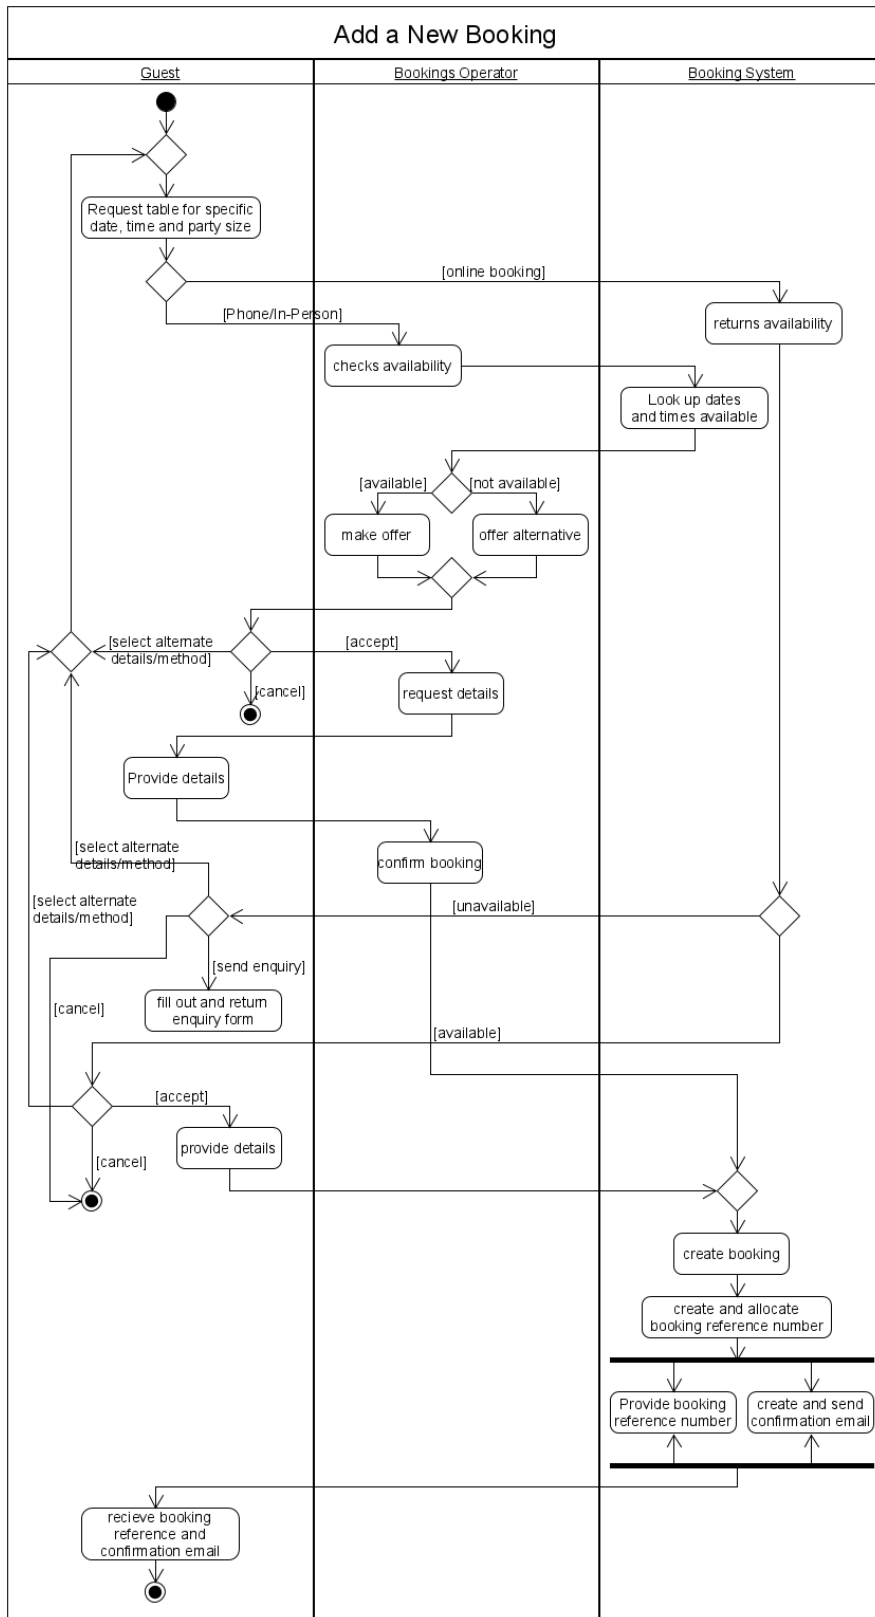 Add a New Booking
Guest
Bookings Operator
Booking System
Request table for specific
date, time and party size
[online booking]
[Phone/In-Person]
returns availability
checks availability
Look up dates
and times available
[available]
[not available]
make offer
offer alternative
[select alternate
details/method]
[accept]
[cancel]
request details
Provide details
[select alternate
details/method]
confirm booking
[select alternate
details/method]
[unavailable]
[send enquiry]
[cancel]
fill out and return
enquiry form
[available]
[accept]
provide details
[cancel]
create booking
create and allocate
booking reference number
Provide booking
reference number
create and send
confirmation email
recieve booking
reference and
confirmation email